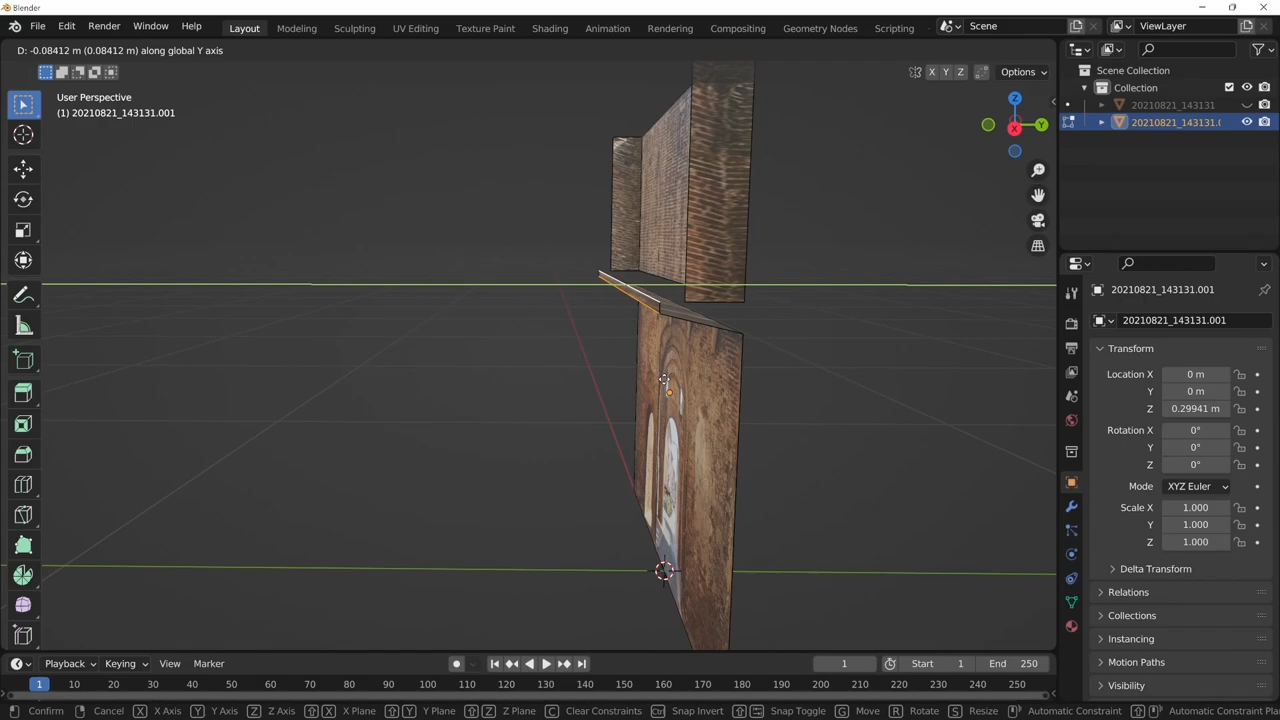 Blender
File Edit Render Window Help Layout Modeling Sculpting UV Editing Texture Paint Shading Animation Rendering Compositing Geometry Nodes Scripting Scene ViewLayer
D: -0.08412 m (0.08412 m) along global Y axis
X Y Z Options
User Perspective
(1) 20210821_143131.001
Z
Y
X
Scene Collection
Collection
20210821_143131
20210821_143131.(
20210821_143131.001
20210821_143131.001
Transform
Location X 0 m
Y 0 m
Z 0.29941 m
Rotation X 0°
Y 0°
Z 0°
Mode XYZ Euler
Scale X 1.000
Y 1.000
Z 1.000
Delta Transform
Relations
Collections
Instancing
Motion Paths
Visibility
Playback Keying View Marker 1 Start 1 End 250
1 10 20 30 40 50 60 70 80 90 100 110 120 130 140 150 160 170 180 190 200 210 220 230 240 250
Confirm Cancel X X Axis Y Y Axis Z Z Axis X X Plane Y Y Plane Z Z Plane C Clear Constraints Ctrl Snap Invert Snap Toggle G Move R Rotate S Resize Automatic Constraint Automatic Constraint Pla